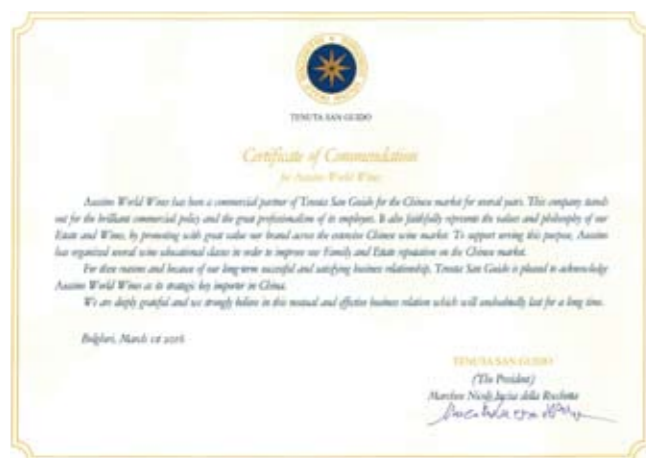 TENUTA SAN GUIDO
Certificate of Commendation
for Aussino World Wines
Aussino World Wines has been a commercial partner of Tenuta San Guido for the Chinese market for several years. This company stands
out for the brilliant commercial policy and the great professionalism of its employees. It also faithfully represents the values and philosophy of our
Estate and Wines, by promoting with great value our brand across the extensive Chinese wine market. To support serving this purpose, Aussino
has organized several wine educational classes in order to improve our Family and Estate reputation on the Chinese market.
For these reasons and because of our long-term successful and satisfying business relationship, Tenuta San Guido is pleased to acknowledge
Aussino World Wines as its strategic key importer in China.
We are deeply grateful and we strongly believe in this mutual and effective business relation which will undoubtedly last for a long time.
Bolgheri, March 1st 2016
TENUTA SAN GUIDO
(The President)
Marchese Nicolò Incisa della Rocchetta